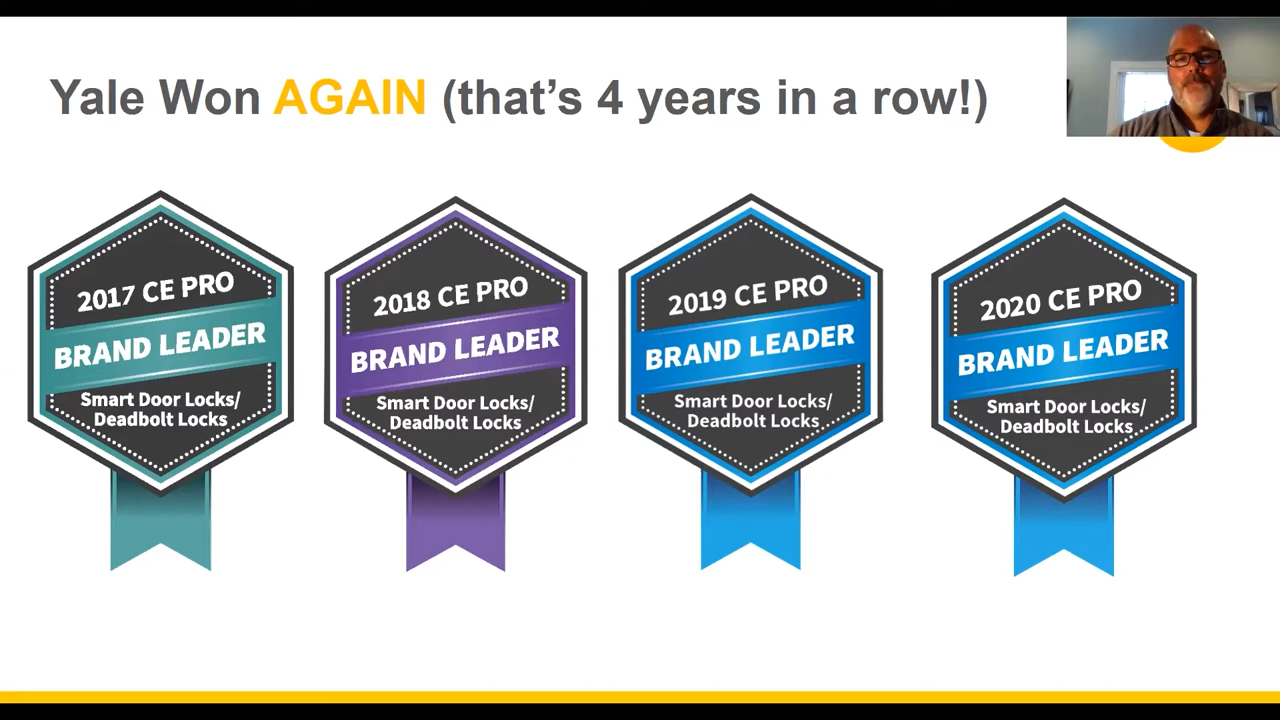 Yale Won AGAIN (that's 4 years in a row!)
2017 CE PRO
BRAND LEADER
Smart Door Locks/
Deadbolt Locks
2018 CE PRO
BRAND LEADER
Smart Door Locks/
Deadbolt Locks
2019 CE PRO
BRAND LEADER
Smart Door Locks/
Deadbolt Locks
2020 CE PRO
BRAND LEADER
Smart Door Locks/
Deadbolt Locks